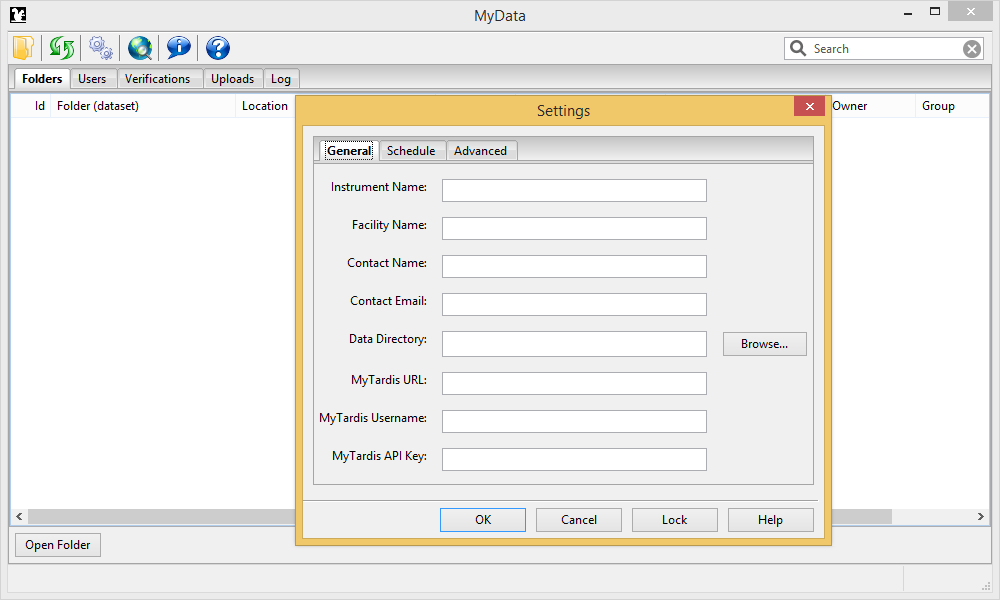 MyData
Search
Folders Users Verifications Uploads Log
Id Folder (dataset) Location Owner Group
Settings
General Schedule Advanced
Instrument Name:
Facility Name:
Contact Name:
Contact Email:
Data Directory: Browse...
MyTardis URL:
MyTardis Username:
MyTardis API Key:
OK Cancel Lock Help
Open Folder